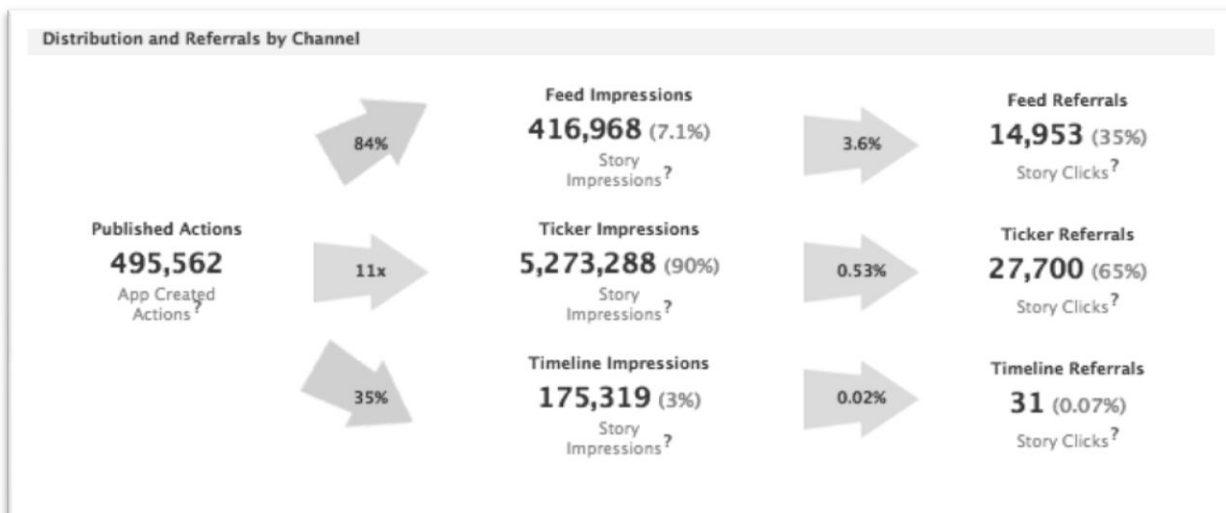 Distribution and Referrals by Channel
Feed Impressions
416,968 (7.1%)
Story
Impressions?
84%
3.6%
Feed Referrals
14,953 (35%)
Story Clicks?
Published Actions
495,562
App Created
Actions?
11x
Ticker Impressions
5,273,288 (90%)
Story
Impressions?
0.53%
Ticker Referrals
27,700 (65%)
Story Clicks?
35%
Timeline Impressions
175,319 (3%)
Story
Impressions?
0.02%
Timeline Referrals
31 (0.07%)
Story Clicks?